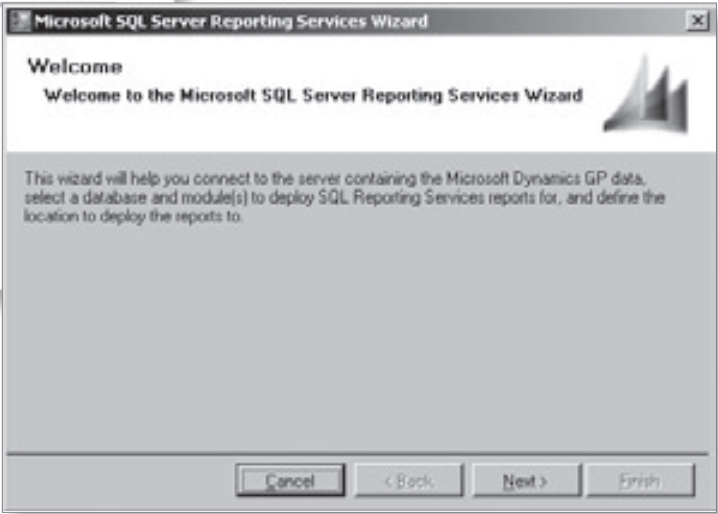 Microsoft SQL Server Reporting Services Wizard
Welcome
Welcome to the Microsoft SQL Server Reporting Services Wizard
This wizard will help you connect to the server containing the Microsoft Dynamics GP data,
select a database and module(s) to deploy SQL Reporting Services reports for, and define the
location to deploy the reports to.
Cancel
< Back
Next >
Finish